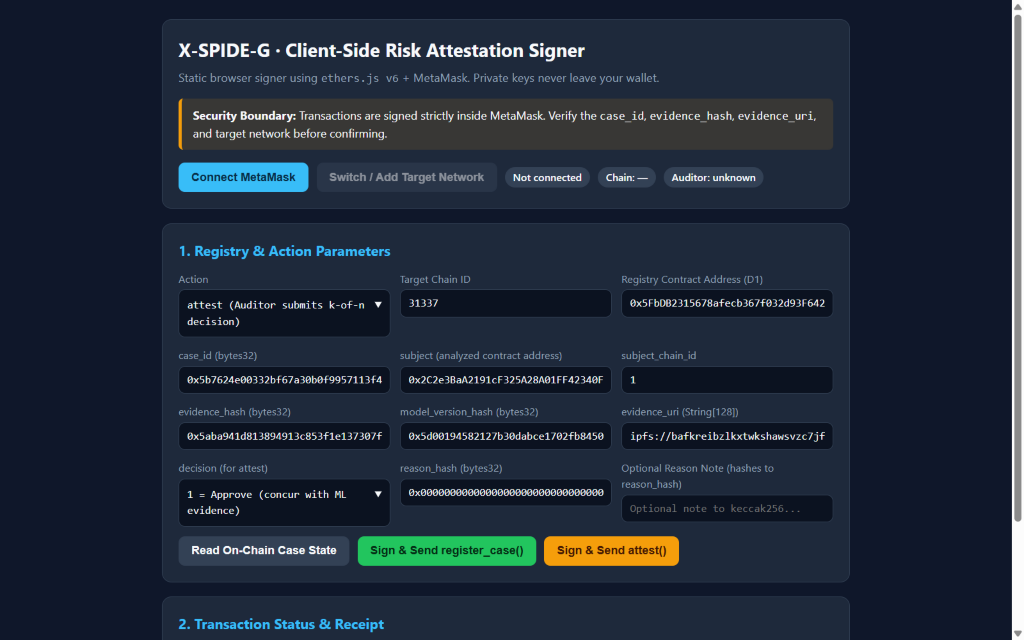 X-SPIDE-G · Client-Side Risk Attestation Signer
Static browser signer using ethers.js v6 + MetaMask. Private keys never leave your wallet.
Security Boundary: Transactions are signed strictly inside MetaMask. Verify the case_id, evidence_hash, evidence_uri,
and target network before confirming.
Connect MetaMask
Switch / Add Target Network
Not connected
Chain: —
Auditor: unknown
1. Registry & Action Parameters
Action
Target Chain ID
Registry Contract Address (D1)
attest (Auditor submits k-of-n
decision)
31337
0x5FbDB2315678afecb367f032d93F642
case_id (bytes32)
subject (analyzed contract address)
subject_chain_id
0x5b7624e00332bf67a30b0f9957113f4
0x2C2e3BaA2191cF325A28A01FF42340F
1
evidence_hash (bytes32)
model_version_hash (bytes32)
evidence_uri (String[128])
0x5aba941d813894913c853f1e137307f
0x5d00194582127b30dabce1702fb8450
ipfs://bafkreibzlkxtwkshawsvzc7jf
decision (for attest)
reason_hash (bytes32)
Optional Reason Note (hashes to
reason_hash)
1 = Approve (concur with ML
evidence)
0x0000000000000000000000000000000
Optional note to keccak256...
Read On-Chain Case State
Sign & Send register_case()
Sign & Send attest()
2. Transaction Status & Receipt